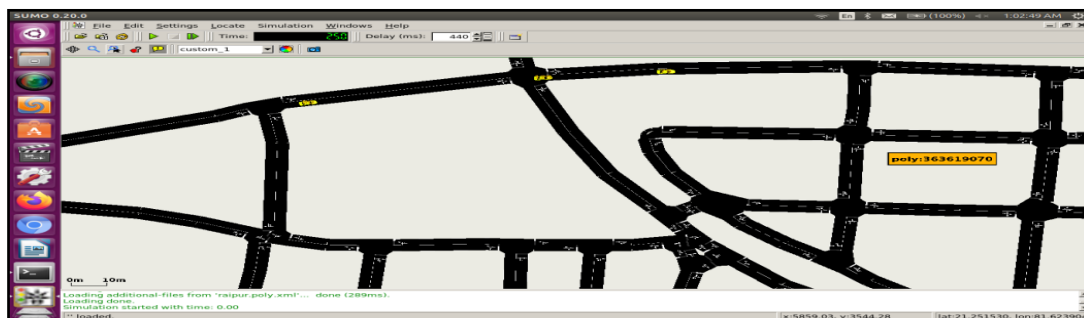 SUMO 0.20.0
En (100%) 1:02:49 AM
File Edit Settings Locate Simulation Windows Help
Time: 25.0 Delay (ms): 440
custom_1
poly:363619070
0m 10m
Loading additional-files from 'raipur.poly.xml'... done (289ms).
Loading done.
Simulation started with time: 0.00
loaded.
x:5859.03, y:3544.28
lat:21.251530, lon:81.62390